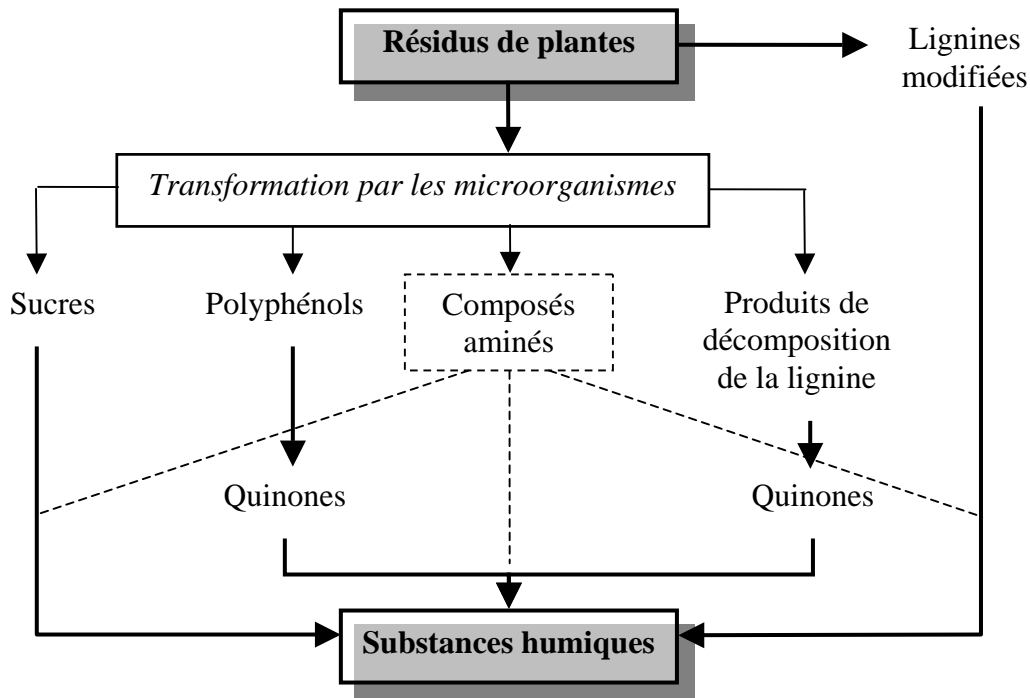 Résidus de plantes
Lignines
modifiées
Transformation par les microorganismes
Sucres
Polyphénols
Composés
aminés
Produits de
décomposition
de la lignine
Quinones
Quinones
Substances humiques